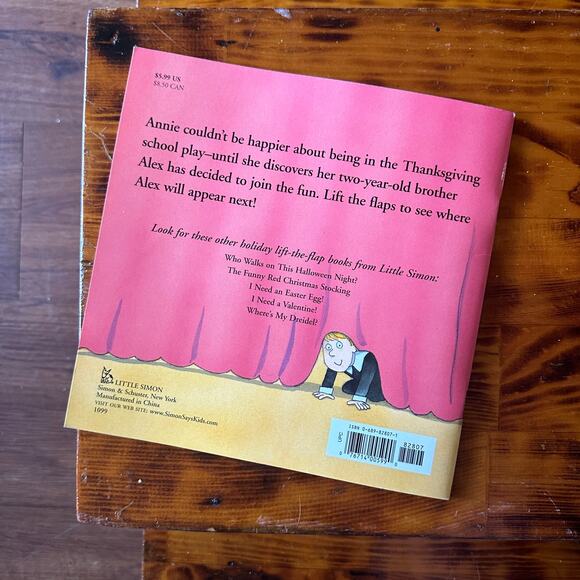 $5.99 US
$8.50 CAN
Annie couldn't be happier about being in the Thanksgiving
school play–until she discovers her two-year-old brother
Alex has decided to join the fun. Lift the flaps to see where
Alex will appear next!
Look for these other holiday lift-the-flap books from Little Simon:
Who Walks on This Halloween Night?
The Funny Red Christmas Stocking
I Need an Easter Egg!
I Need a Valentine!
Where's My Dreidel?
LITTLE SIMON
Simon & Schuster, New York
Manufactured in China
VISIT OUR WEB SITE: www.SimonSaysKids.com
1099
ISBN 0-689-82807-1
82807
UPC
0 76714 00599 0